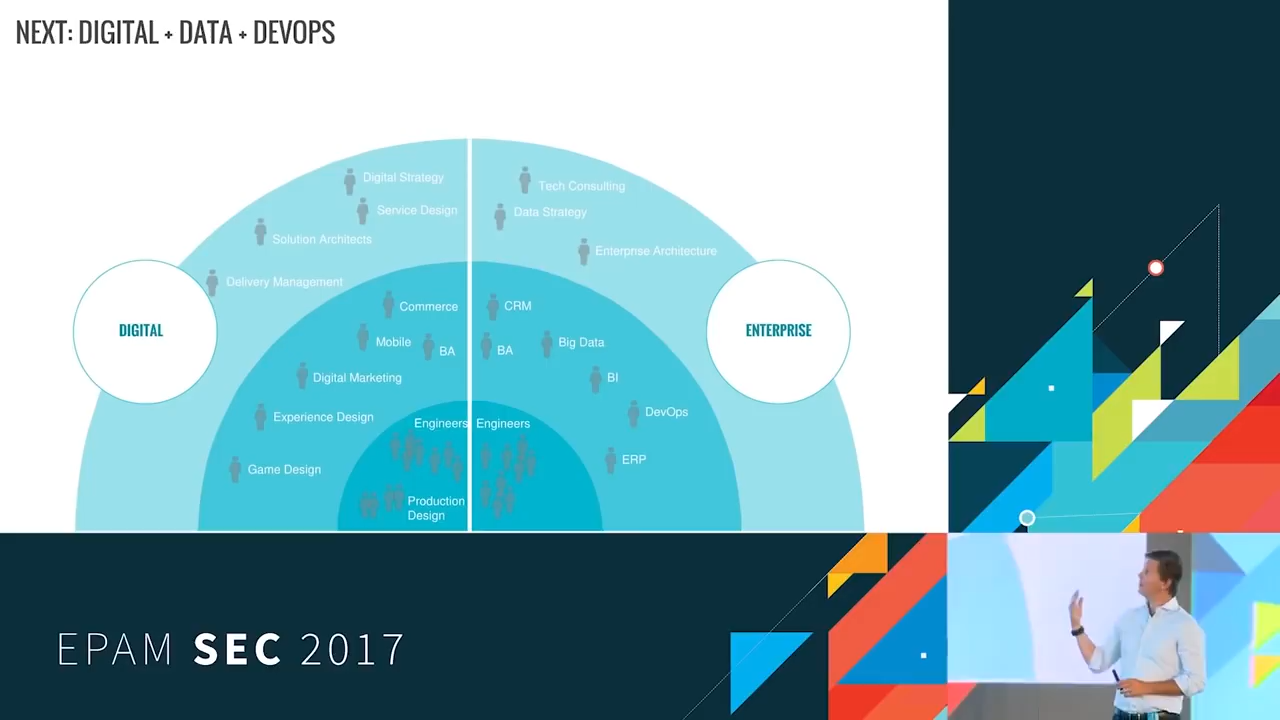 NEXT: DIGITAL + DATA + DEVOPS
Digital Strategy
Service Design
Solution Architects
Delivery Management
Tech Consulting
Data Strategy
Enterprise Architecture
DIGITAL
ENTERPRISE
Commerce
Mobile
BA
Digital Marketing
Experience Design
Game Design
CRM
BA
Big Data
BI
DevOps
ERP
Engineers
Engineers
Production
Design
EPAM SEC 2017